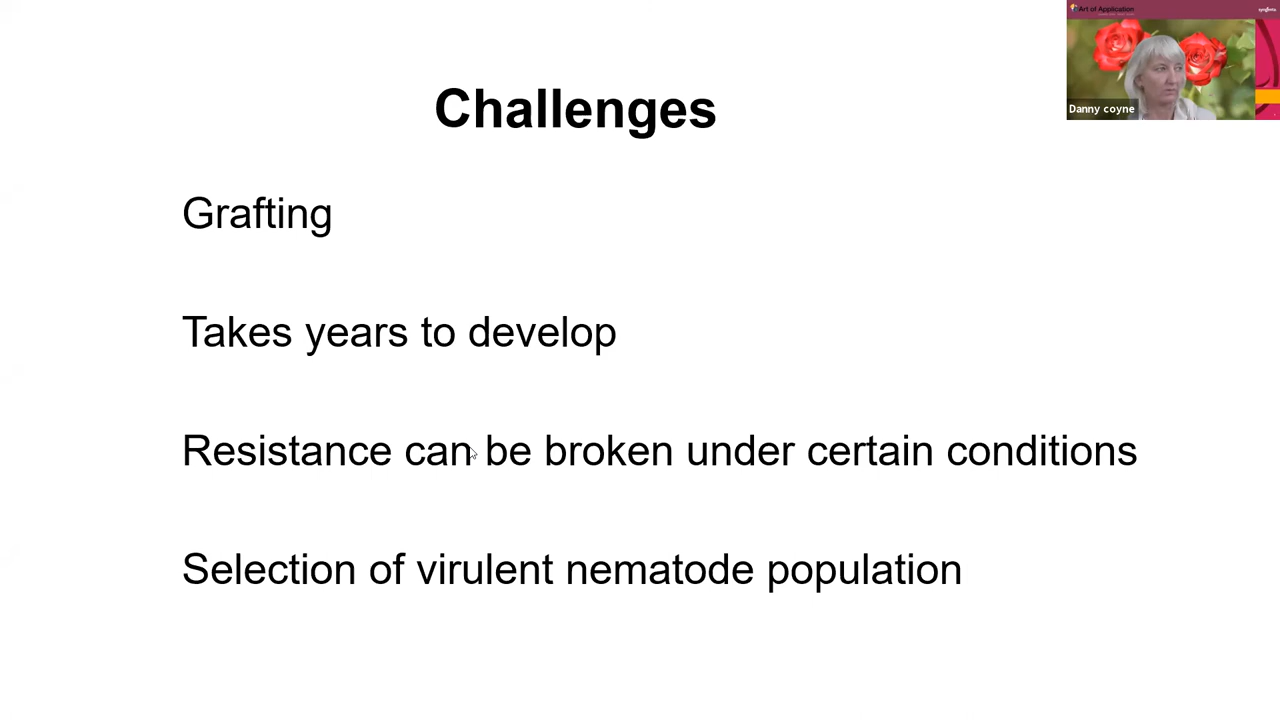 Art of Application
syngenta
Challenges
Danny coyne
Grafting
Takes years to develop
Resistance can be broken under certain conditions
Selection of virulent nematode population